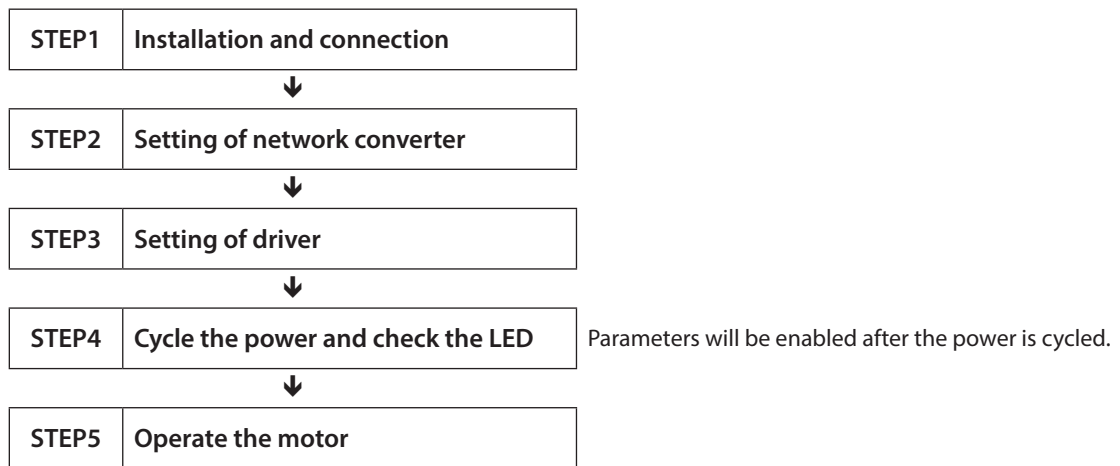 STEP1 Installation and connection
STEP2 Setting of network converter
STEP3 Setting of driver
STEP4 Cycle the power and check the LED Parameters will be enabled after the power is cycled.
STEP5 Operate the motor